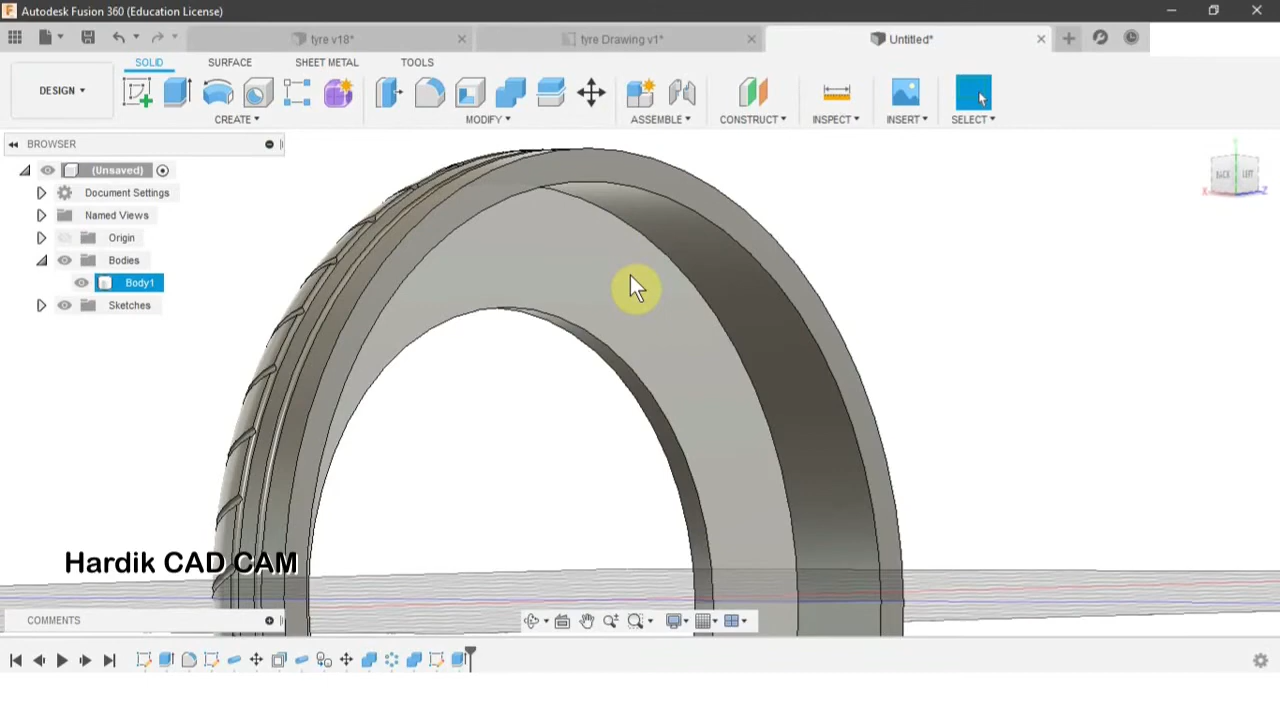 Autodesk Fusion 360 (Education License)
tyre v18*
tyre Drawing v1*
Untitled*
SOLID
SURFACE
SHEET METAL
TOOLS
DESIGN
CREATE
MODIFY
ASSEMBLE
CONSTRUCT
INSPECT
INSERT
SELECT
BROWSER
(Unsaved)
Document Settings
Named Views
Origin
Bodies
Body1
Sketches
BACK
LEFT
X
Z
Hardik CAD CAM
COMMENTS